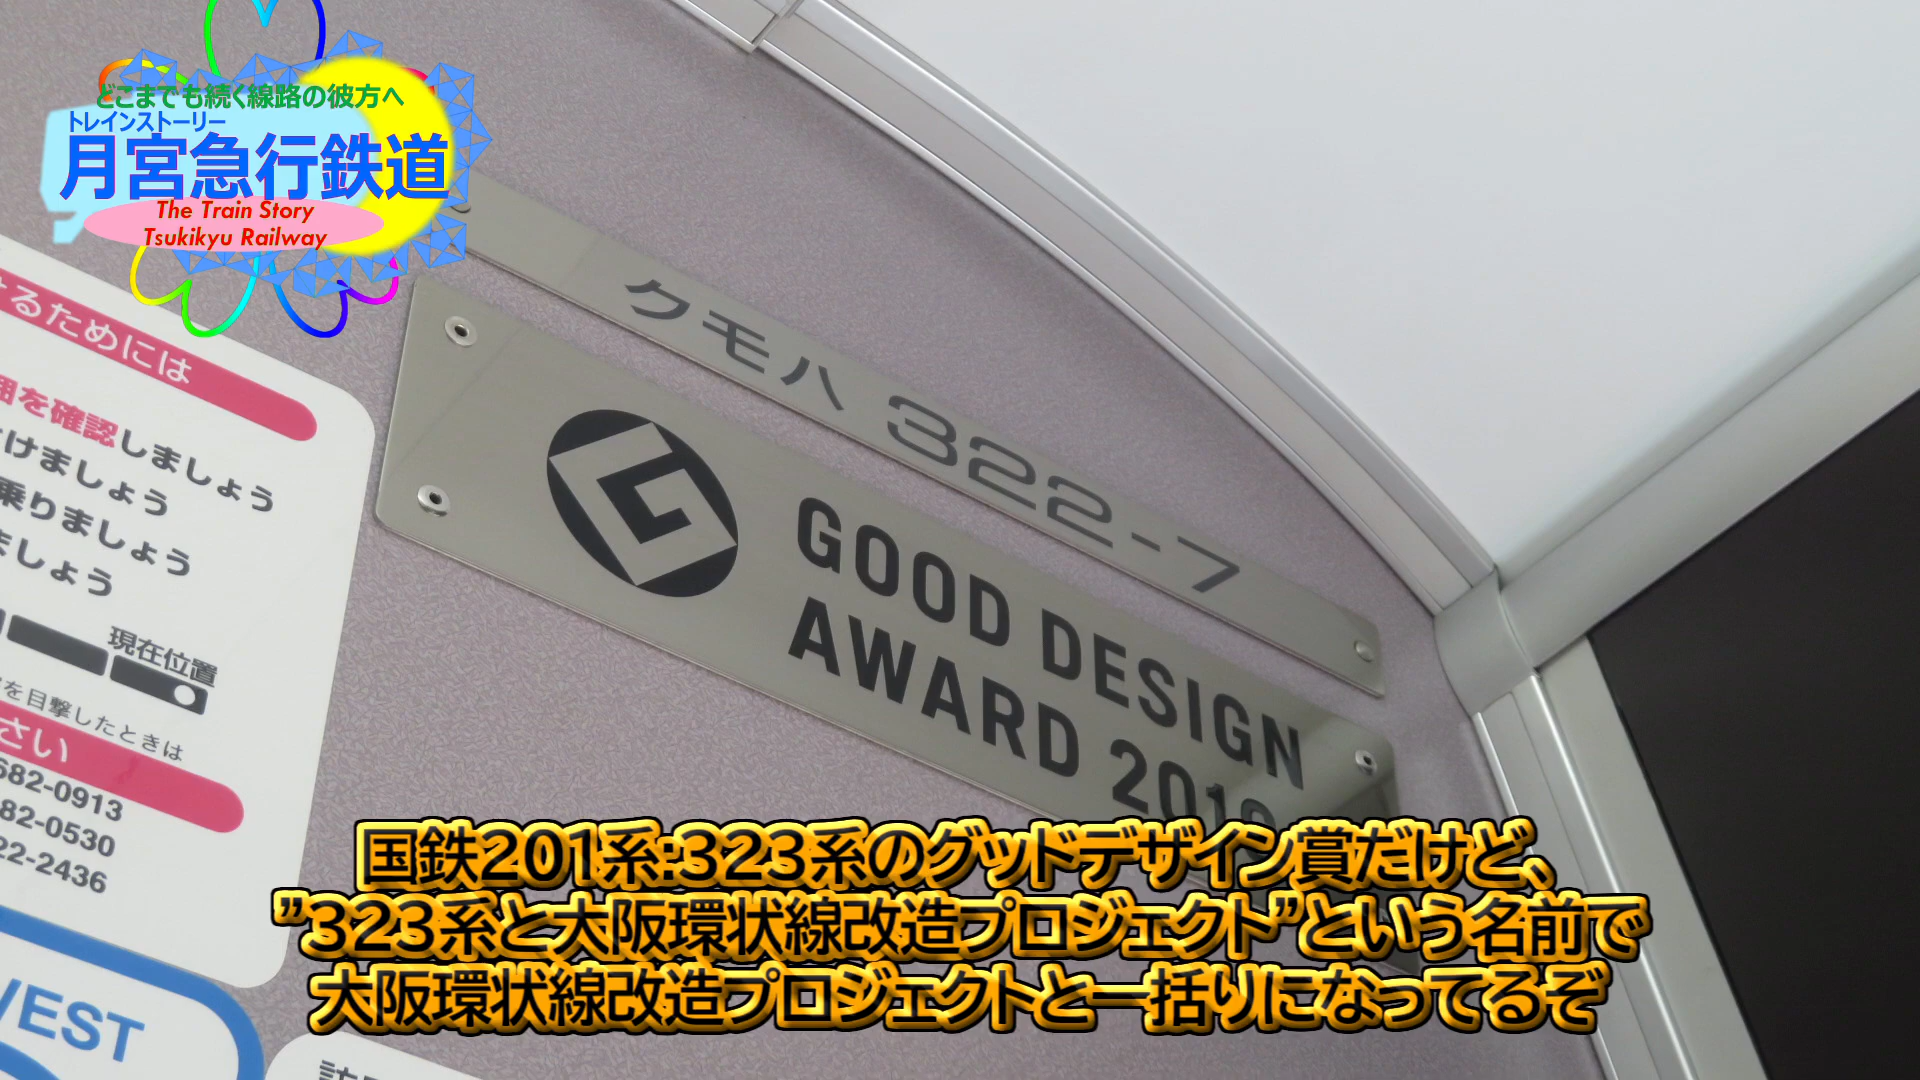 どこまでも続く線路の彼方へ
トレインストーリー
月宮急行鉄道
The Train Story
Tsukikyu Railway
クモハ 322-7
GOOD DESIGN
AWARD 2019
るためには
を確認しましょう
けましょう
乗りましょう
ましょう
現在位置
を目撃したときは
さい
682-0913
82-0530
22-2436
WEST
国鉄201系:323系のグッドデザイン賞だけど、
”323系と大阪環状線改造プロジェクト”という名前で
大阪環状線改造プロジェクトと一括りになってるぞ